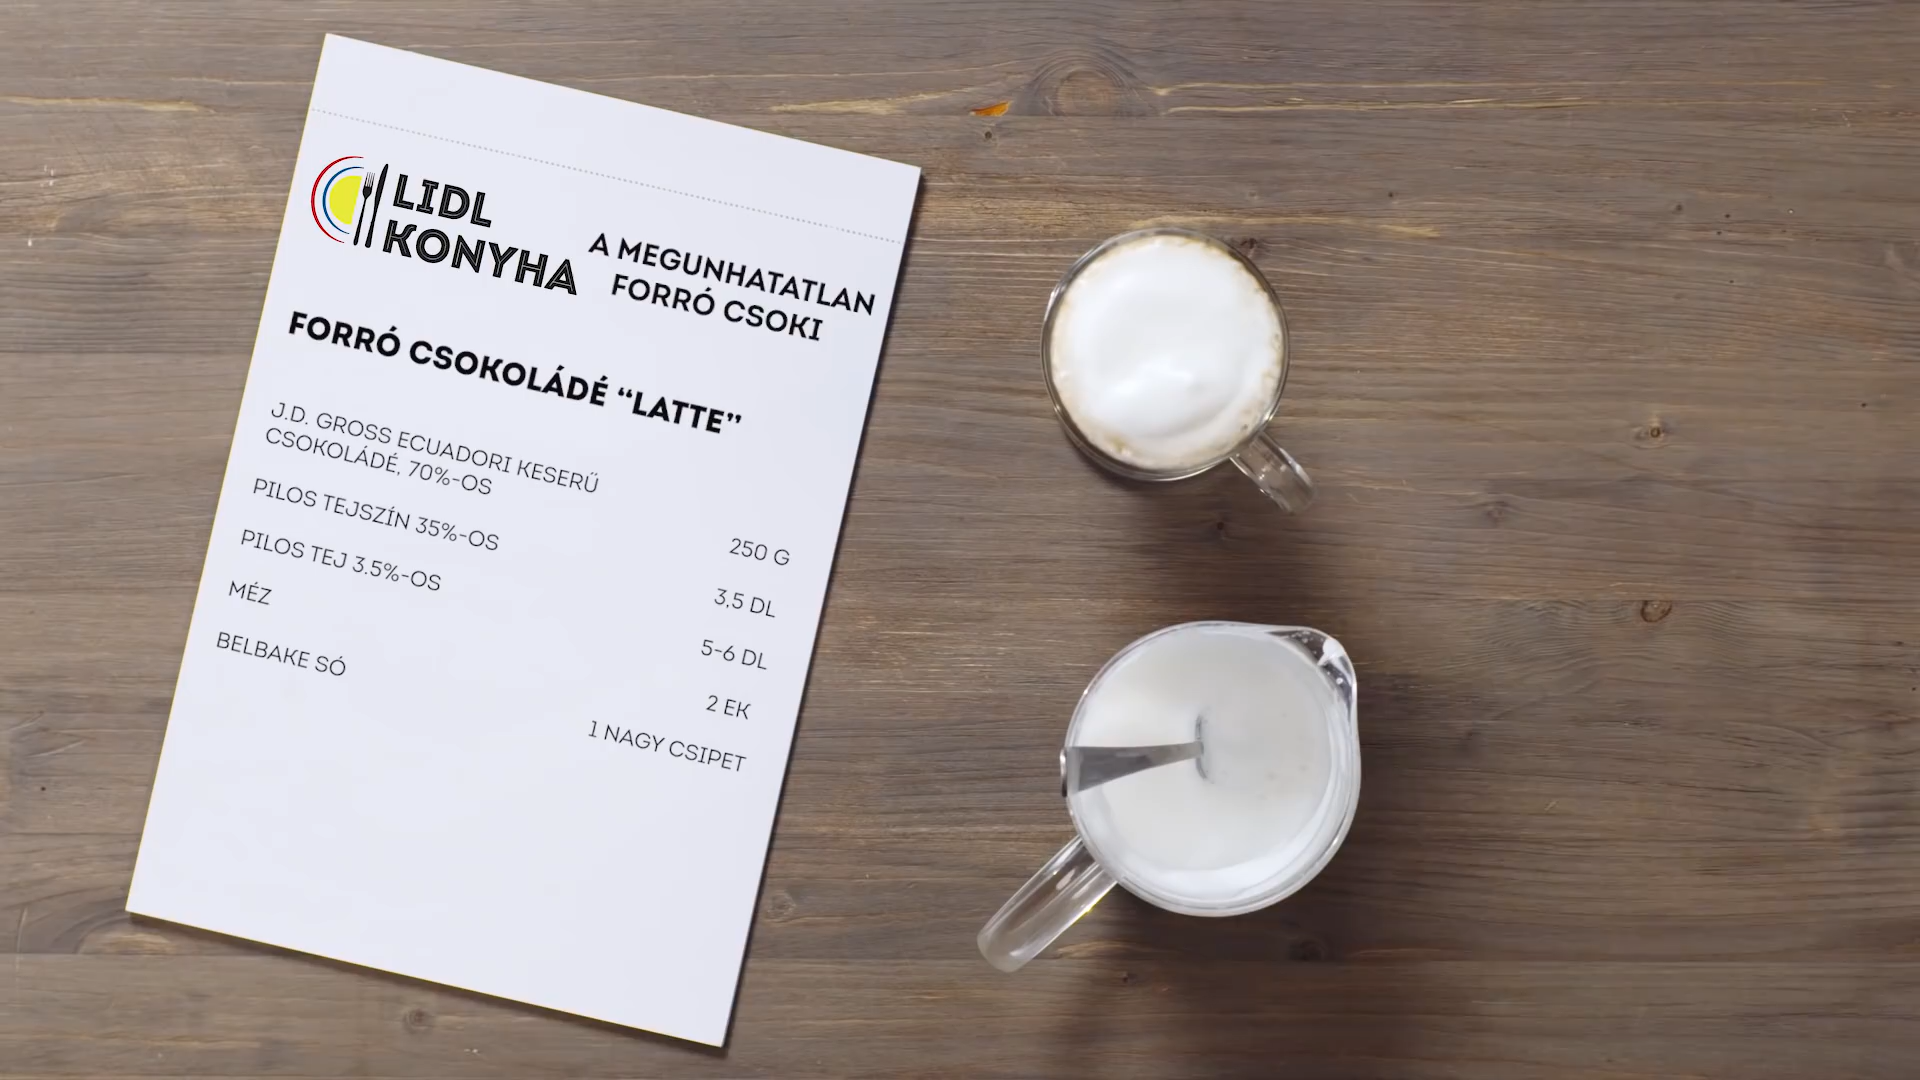 LIDL
KONYHA
A MEGUNHATATLAN
FORRÓ CSOKI
FORRÓ CSOKOLÁDÉ “LATTE”
J.D. GROSS ECUADORI KESERŰ
CSOKOLÁDÉ, 70%-OS
250 G
PILOS TEJSZÍN 35%-OS
3,5 DL
PILOS TEJ 3.5%-OS
5-6 DL
MÉZ
2 EK
BELBAKE SÓ
1 NAGY CSIPET